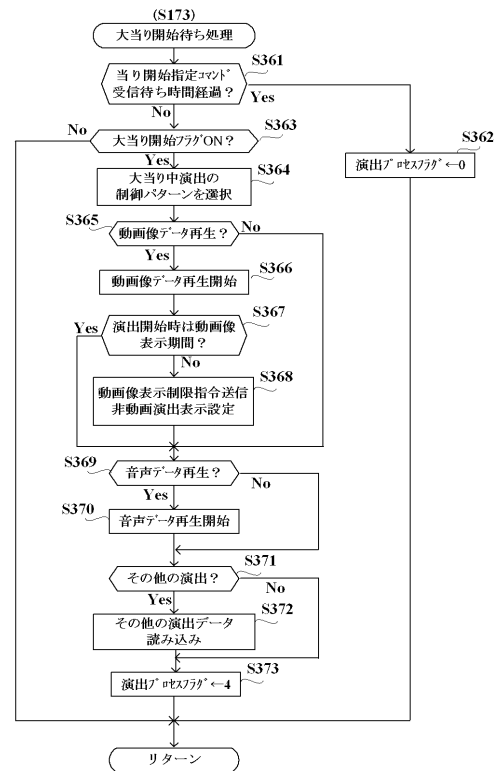 (S173)
大当り開始待ち処理
S361
当り開始指定ｺﾏﾝﾄﾞ
受信待ち時間経過？
Yes
No
No
S363
大当り開始ﾌﾗｸﾞON？
S362
演出ﾌﾟﾛｾｽﾌﾗｸﾞ←0
Yes
S364
大当り中演出の
制御パターンを選択
S365
動画像データ再生？
No
Yes
S366
動画像データ再生開始
S367
Yes
演出開始時は動画像
表示期間？
No
S368
動画像表示制限指令送信
非動画演出表示設定
S369
音声ﾃﾞｰﾀ再生？
No
Yes
S370
音声ﾃﾞｰﾀ再生開始
S371
その他の演出？
No
Yes
S372
その他の演出データ
読み込み
S373
演出ﾌﾟﾛｾｽﾌﾗｸﾞ←4
リターン